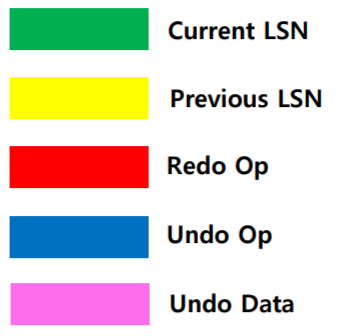 Current LSN
Previous LSN
Redo Op
Undo Op
Undo Data